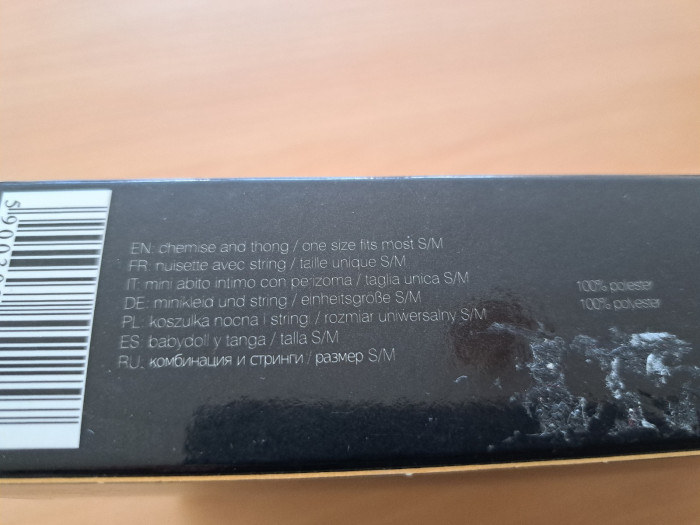 EN: chemise and thong / one size fits most S/M
FR: nuisette avec string / taille unique S/M
IT: mini abito intimo con perizoma / taglia unica S/M
DE: minikleid und string / einheitsgröße S/M
PL: koszulka nocna i stringi / rozmiar uniwersalny S/M
ES: babydoll y tanga / talla S/M
RU: комбинация и стринги / размер S/M
100% poliester
100% polyester